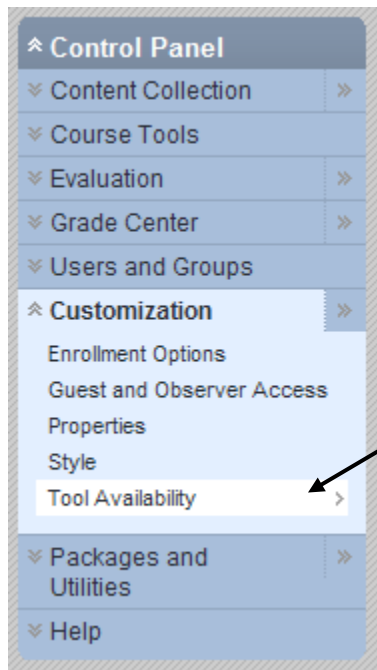 Control Panel
Content Collection
Course Tools
Evaluation
Grade Center
Users and Groups
Customization
Enrollment Options
Guest and Observer Access
Properties
Style
Tool Availability
Packages and
Utilities
Help